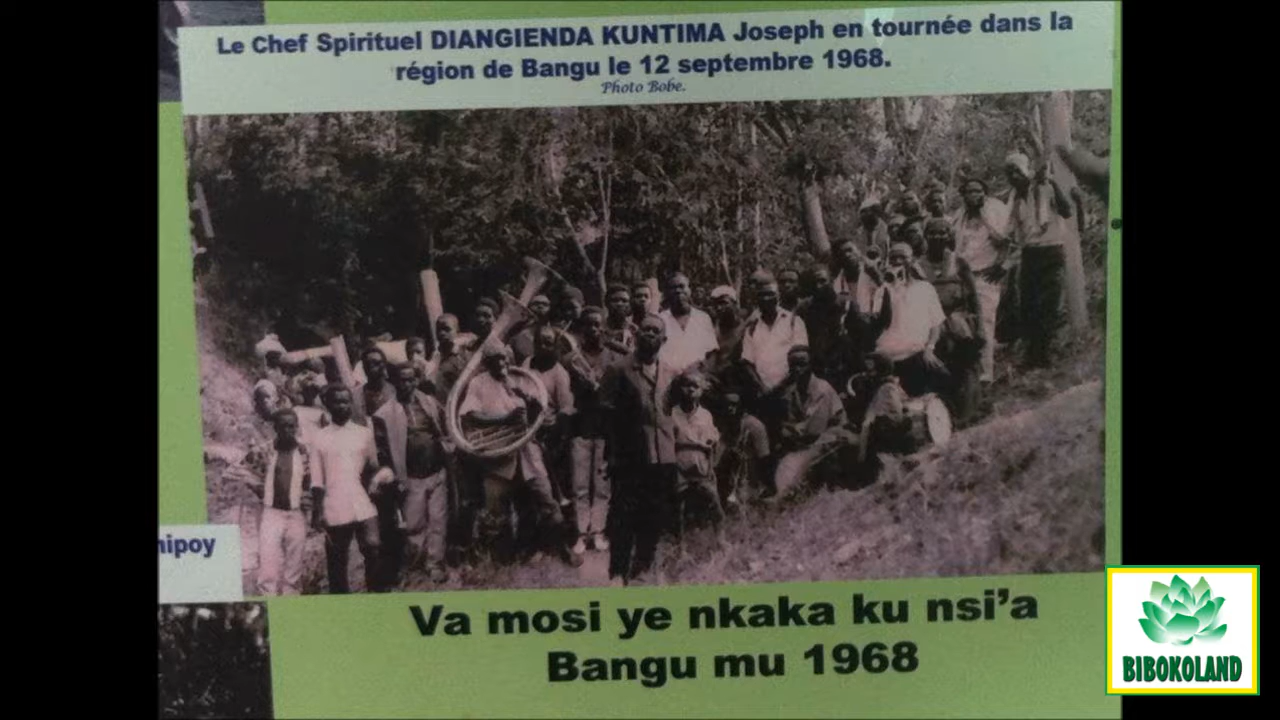 Le Chef Spirituel DIANGIENDA KUNTIMA Joseph en tournée dans la
région de Bangu le 12 septembre 1968.
Photo Bobe.
Va mosi ye nkaka ku nsi'a
Bangu mu 1968
BIBOKOLAND